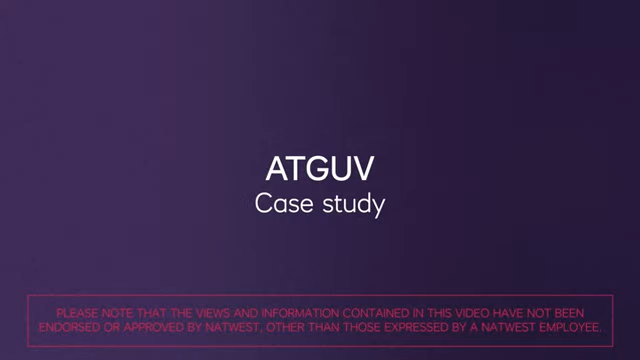 ATGUV
Case study
PLEASE NOTE THAT THE VIEWS AND INFORMATION CONTAINED IN THIS VIDEO HAVE NOT BEEN
ENDORSED OR APPROVED BY NATWEST, OTHER THAN THOSE EXPRESSED BY A NATWEST EMPLOYEE.